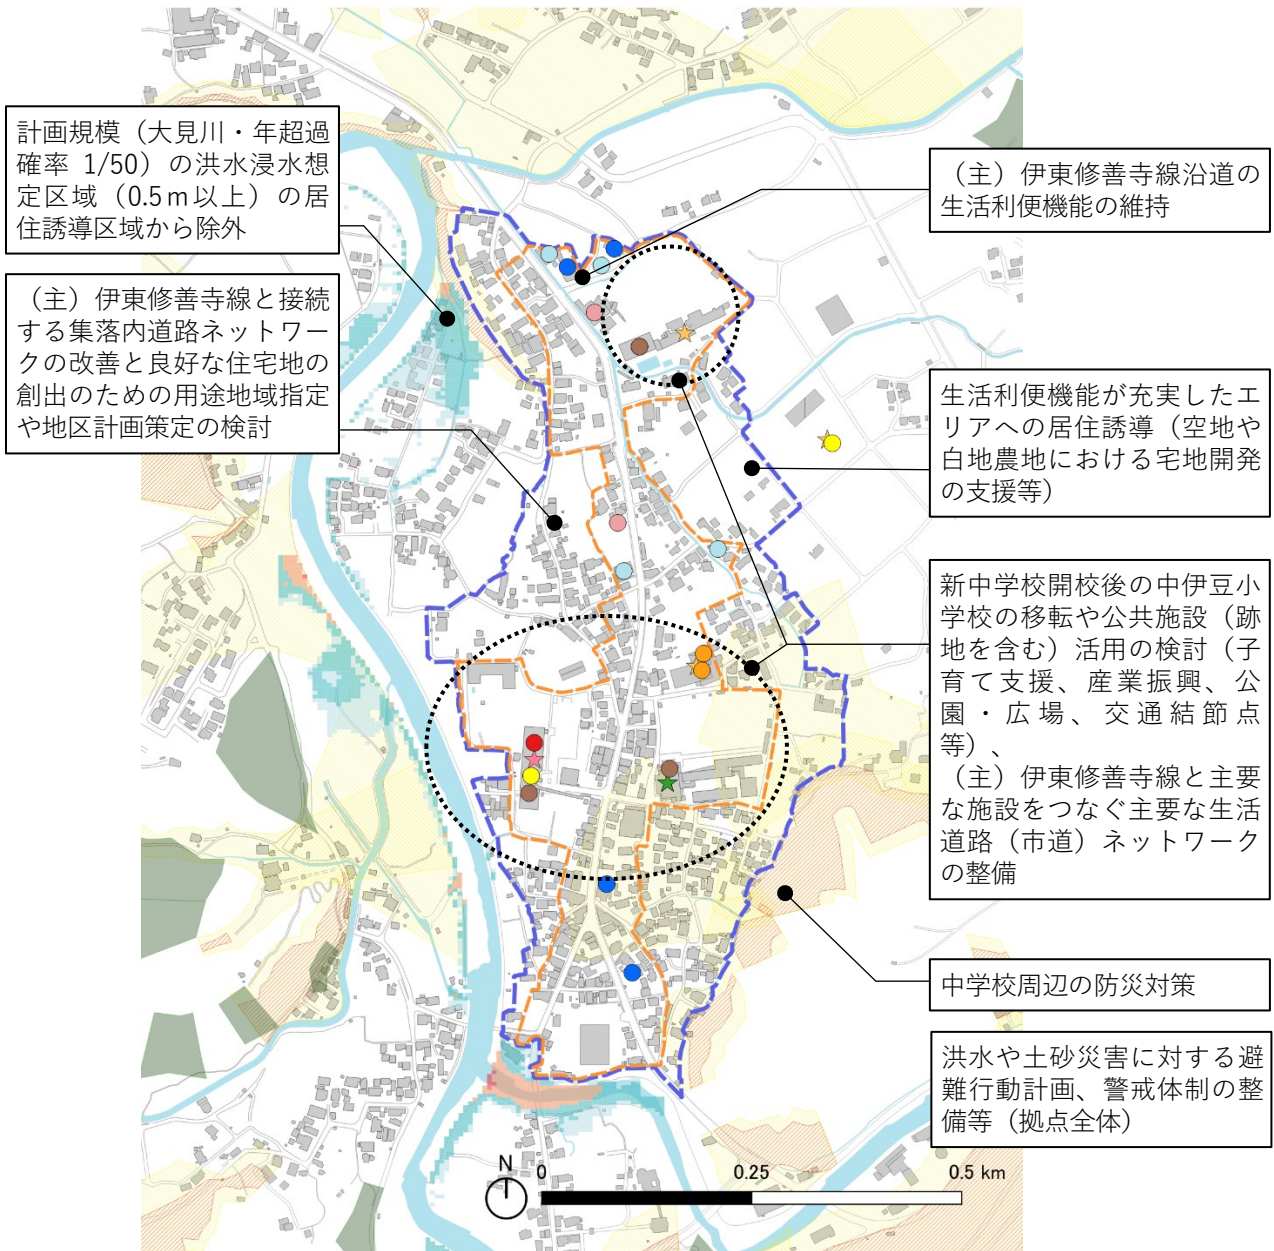 計画規模（大見川・年超過
確率 1/50）の洪水浸水想
定区域（0.5ｍ以上）の居
住誘導区域から除外
（主）伊東修善寺線と接続
する集落内道路ネットワー
クの改善と良好な住宅地の
創出のための用途地域指定
や地区計画策定の検討
（主）伊東修善寺線沿道の
生活利便機能の維持
生活利便機能が充実したエ
リアへの居住誘導（空地や
白地農地における宅地開発
の支援等）
新中学校開校後の中伊豆小
学校の移転や公共施設（跡
地を含む）活用の検討（子
育て支援、産業振興、公
園・広場、交通結節点
等）、
（主）伊東修善寺線と主要
な施設をつなぐ主要な生活
道路（市道）ネットワーク
の整備
中学校周辺の防災対策
洪水や土砂災害に対する避
難行動計画、警戒体制の整
備等（拠点全体）
N 0 0.25 0.5 km